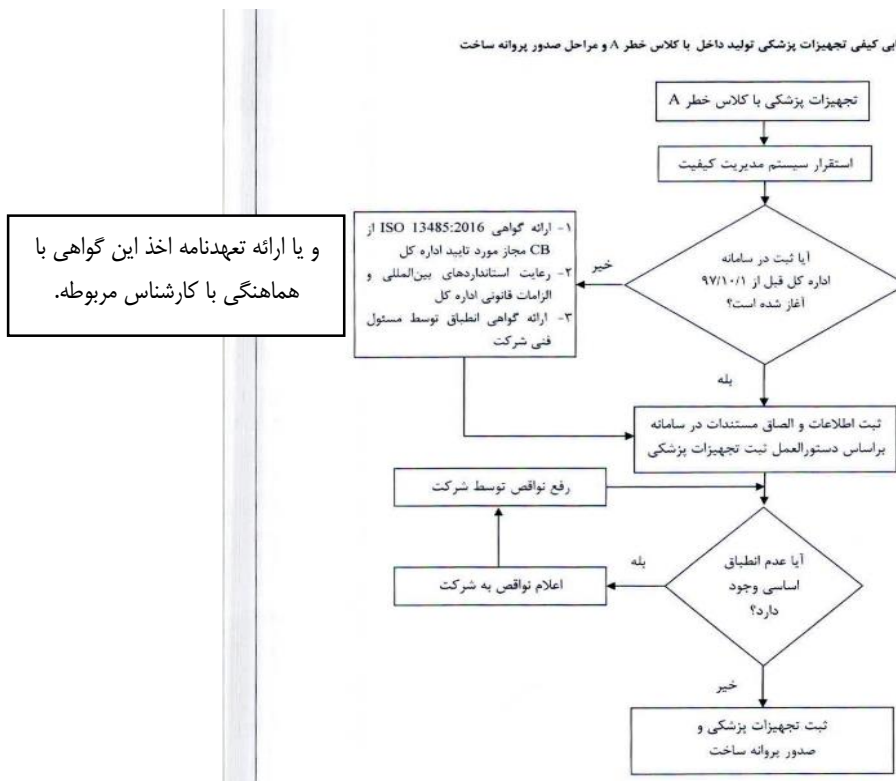 یی کیفی تجهیزات پزشکی تولید داخل با کلاس خطر A و مراحل صدور پروانه ساخت
تجهیزات پزشکی با کلاس خطر A
استقرار سیستم مدیریت کیفیت
آیا ثبت در سامانه
اداره کل قبل از ۹۷/۱۰/۱
آغاز شده است؟
خیر
۱- ارائه گواهی ISO 13485:2016 از
CB مجاز مورد تایید اداره کل
۲- رعایت استانداردهای بین‌المللی و
الزامات قانونی اداره کل
۳- ارائه گواهی انطباق توسط مسئول
فنی شرکت
و یا ارائه تعهدنامه اخذ این گواهی با
هماهنگی با کارشناس مربوطه.
بله
ثبت اطلاعات و الصاق مستندات در سامانه
براساس دستورالعمل ثبت تجهیزات پزشکی
رفع نواقص توسط شرکت
آیا عدم انطباق
اساسی وجود
دارد؟
بله
اعلام نواقص به شرکت
خیر
ثبت تجهیزات پزشکی و
صدور پروانه ساخت